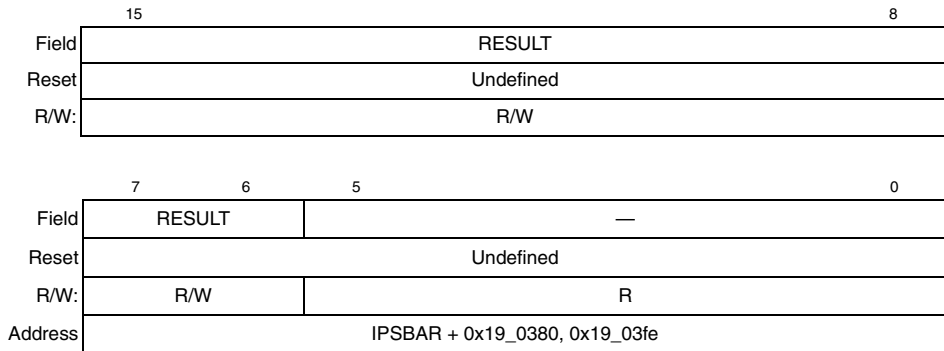 15 8
Field RESULT
Reset Undefined
R/W: R/W
7 6 5 0
Field RESULT —
Reset Undefined
R/W: R/W R
Address IPSBAR + 0x19_0380, 0x19_03fe